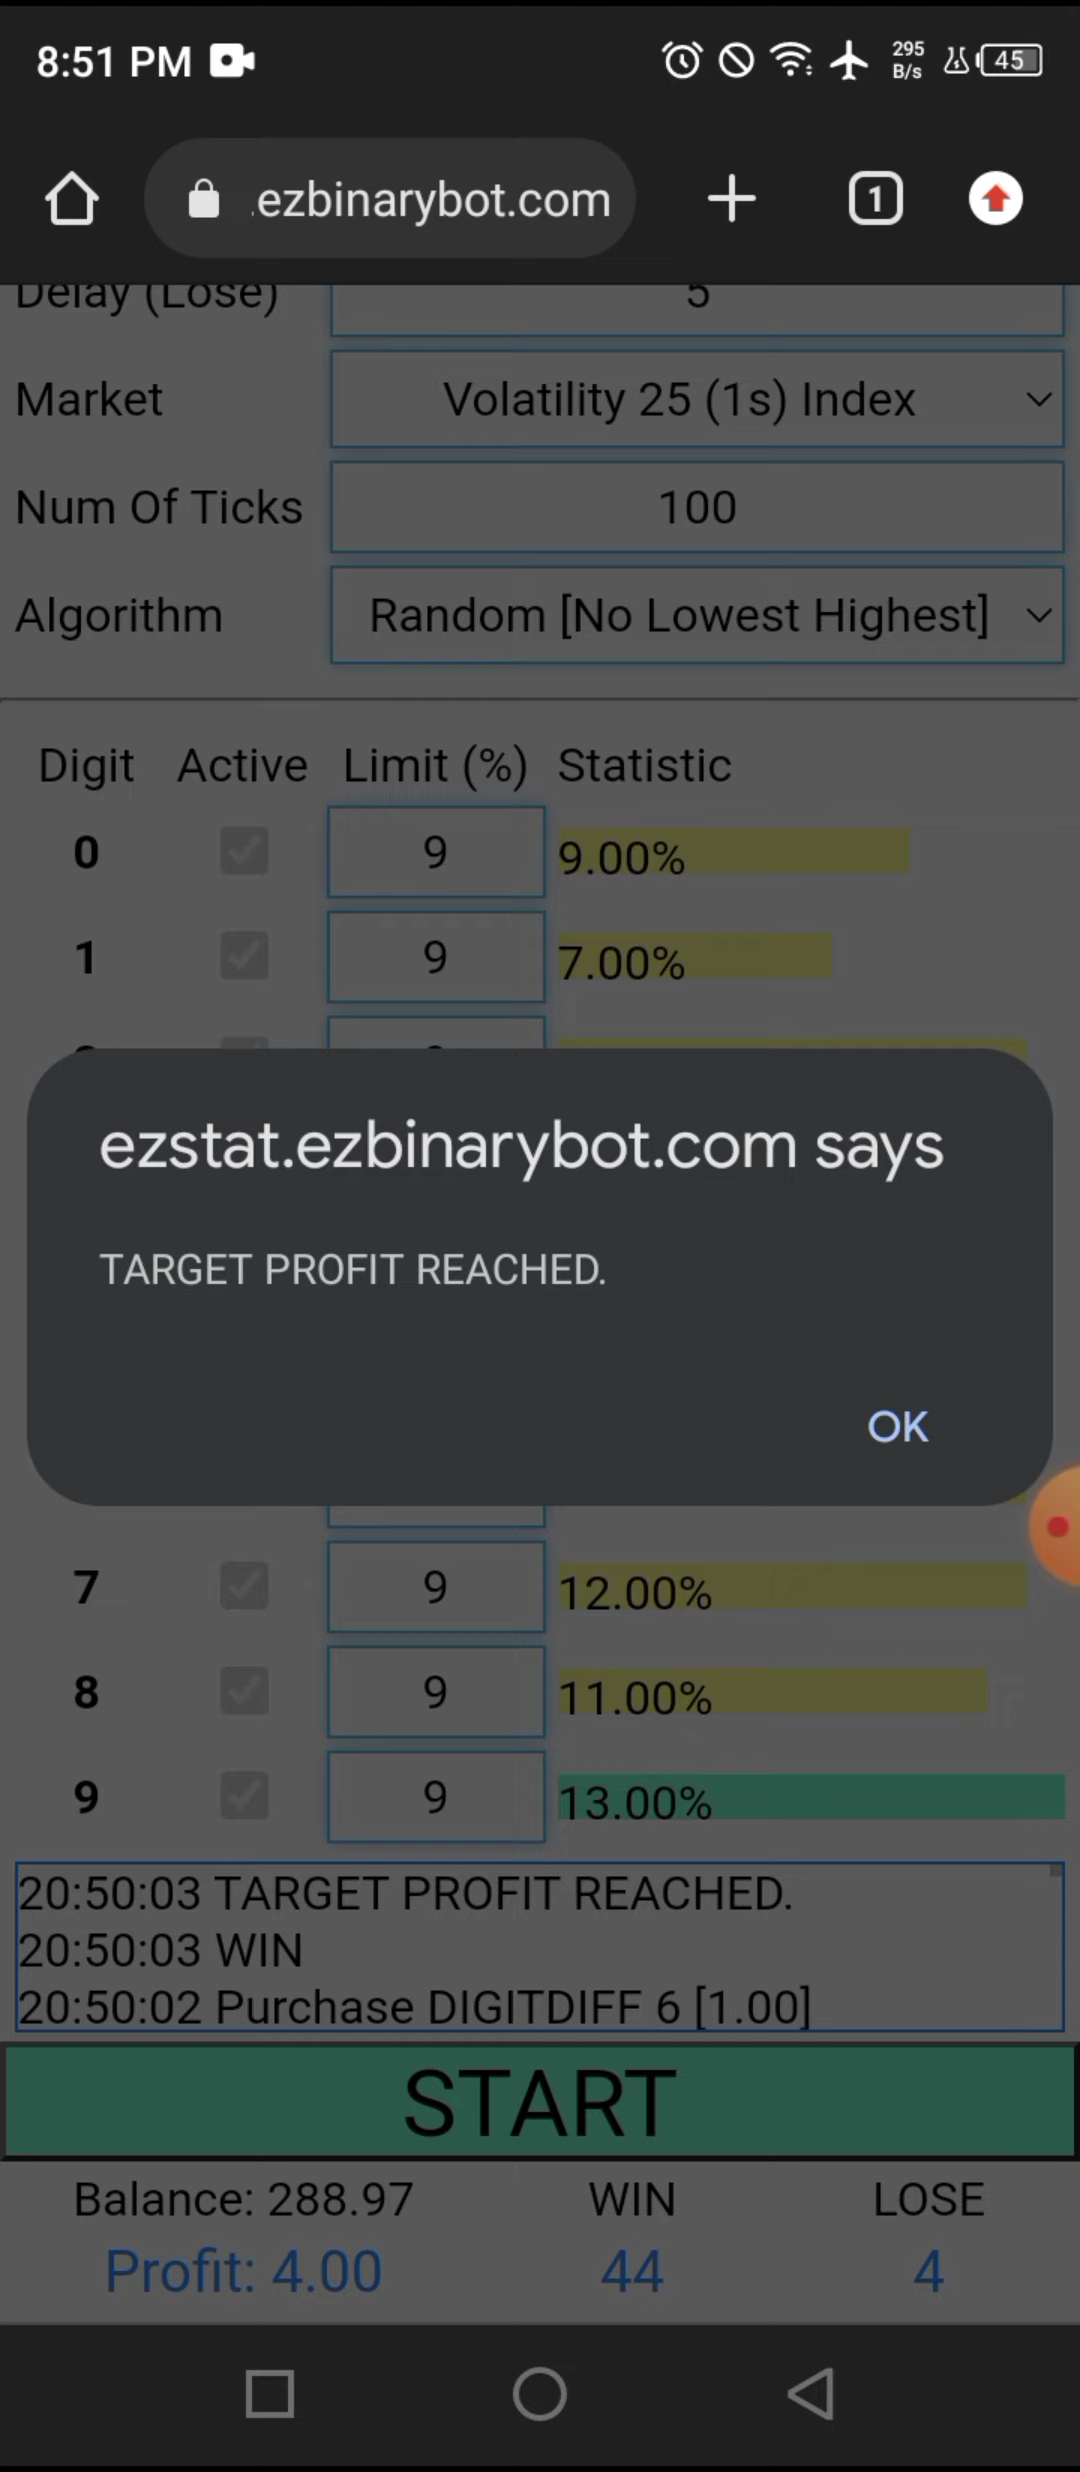 8:51 PM 295 B/s 45
.ezbinarybot.com 1
Delay (Lose) 5
Market Volatility 25 (1s) Index
Num Of Ticks 100
Algorithm Random [No Lowest Highest]
Digit Active Limit (%) Statistic
0 9 9.00%
1 9 7.00%
ezstat.ezbinarybot.com says
TARGET PROFIT REACHED.
OK
7 9 12.00%
8 9 11.00%
9 9 13.00%
20:50:03 TARGET PROFIT REACHED.
20:50:03 WIN
20:50:02 Purchase DIGITDIFF 6 [1.00]
START
Balance: 288.97 WIN LOSE
Profit: 4.00 44 4